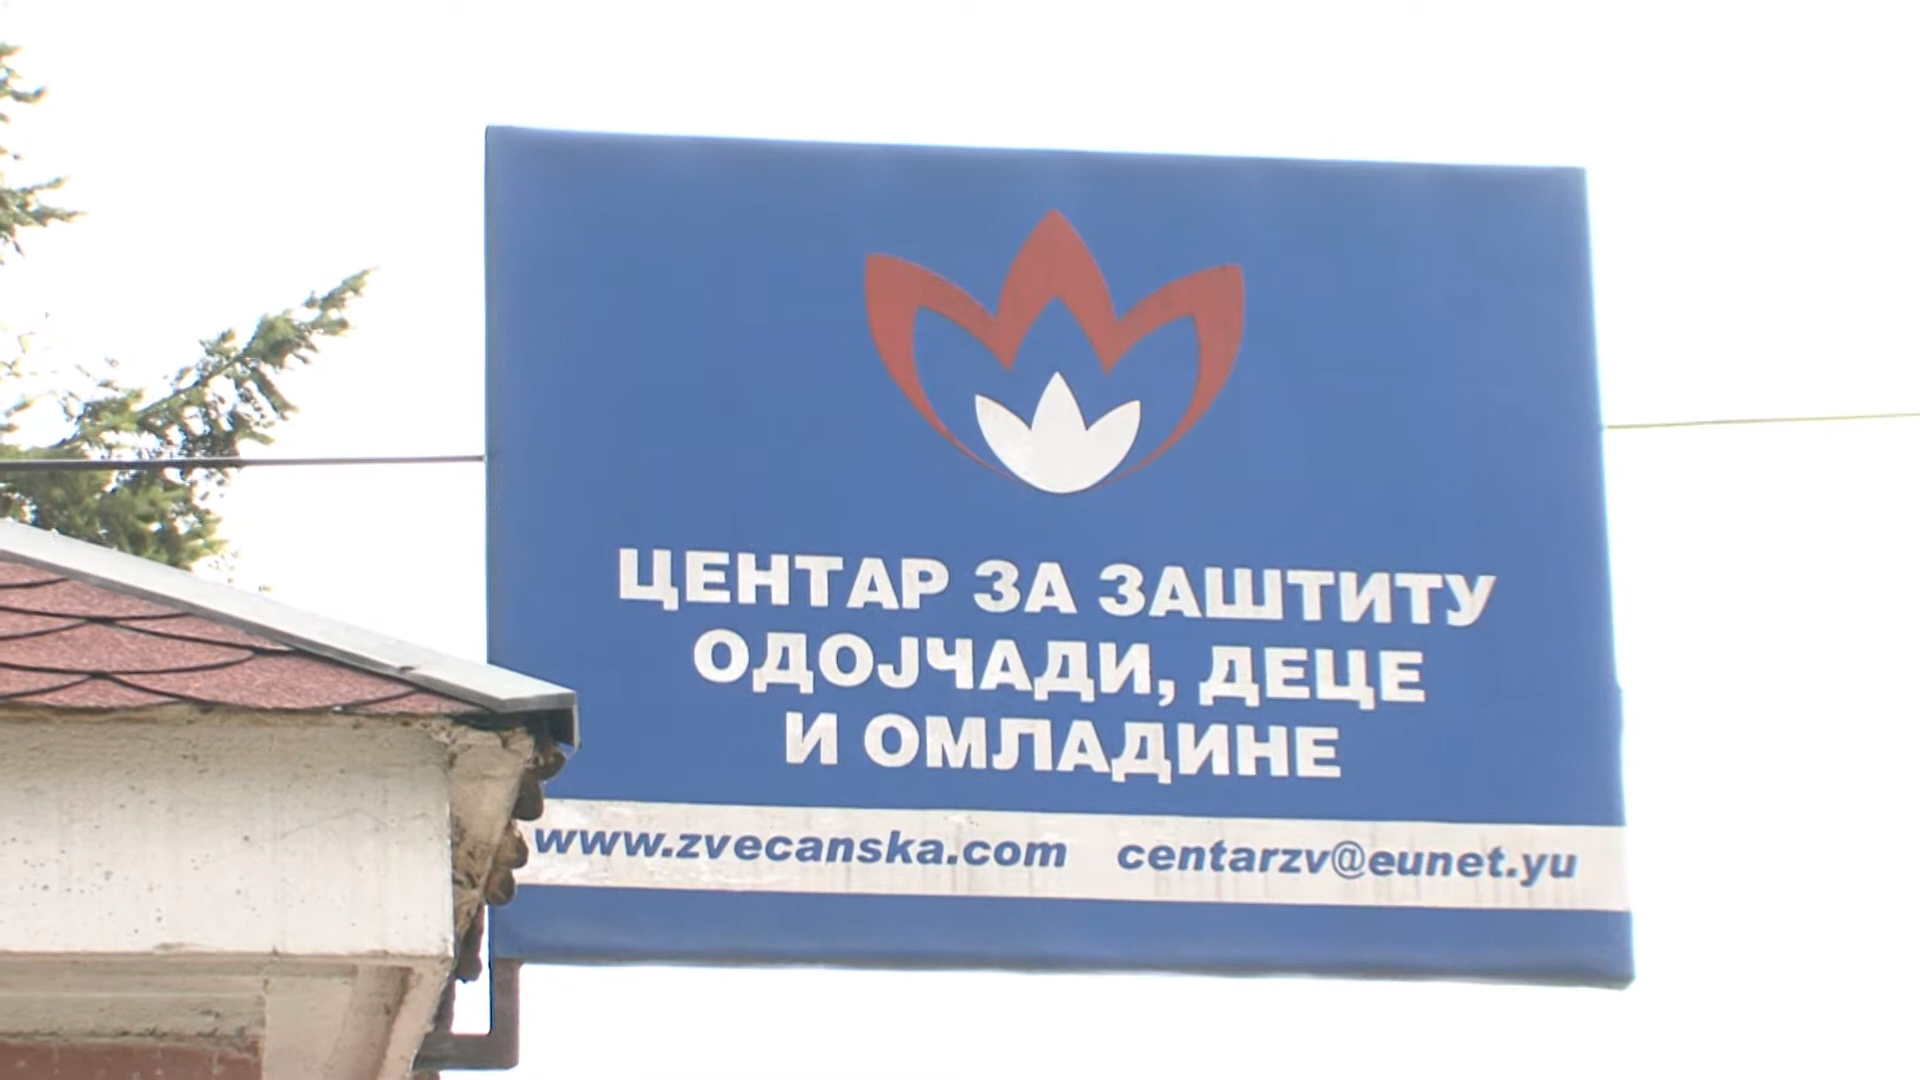 ЦЕНТАР ЗА ЗАШТИТУ
ОДОЈЧАДИ, ДЕЦЕ
И ОМЛАДИНЕ
www.zvecanska.com centarzv@eunet.yu